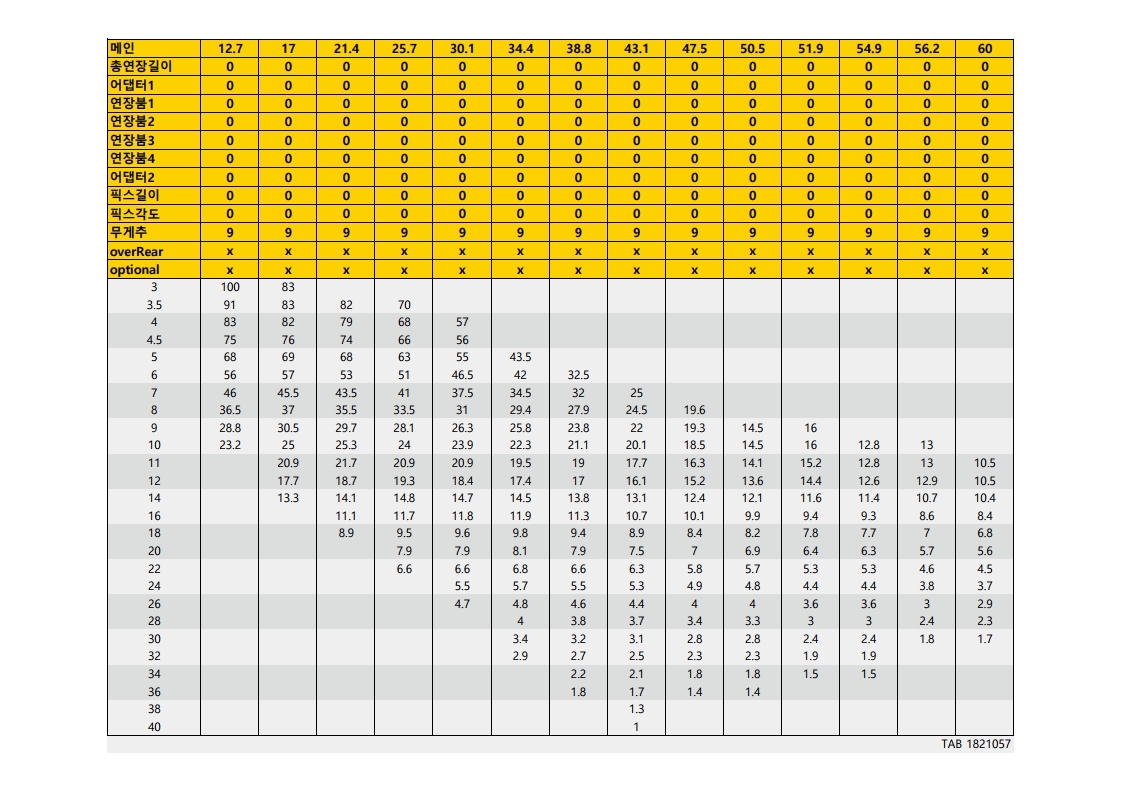 메인 12.7 17 21.4 25.7 30.1 34.4 38.8 43.1 47.5 50.5 51.9 54.9 56.2 60
총연장길이 0 0 0 0 0 0 0 0 0 0 0 0 0 0
어댑터1 0 0 0 0 0 0 0 0 0 0 0 0 0 0
연장붐1 0 0 0 0 0 0 0 0 0 0 0 0 0 0
연장붐2 0 0 0 0 0 0 0 0 0 0 0 0 0 0
연장붐3 0 0 0 0 0 0 0 0 0 0 0 0 0 0
연장붐4 0 0 0 0 0 0 0 0 0 0 0 0 0 0
어댑터2 0 0 0 0 0 0 0 0 0 0 0 0 0 0
픽스길이 0 0 0 0 0 0 0 0 0 0 0 0 0 0
픽스각도 0 0 0 0 0 0 0 0 0 0 0 0 0 0
무게추 9 9 9 9 9 9 9 9 9 9 9 9 9 9
overRear x x x x x x x x x x x x x x
optional x x x x x x x x x x x x x x
3 100 83
3.5 91 83 82 70
4 83 82 79 68 57
4.5 75 76 74 66 56
5 68 69 68 63 55 43.5
6 56 57 53 51 46.5 42 32.5
7 46 45.5 43.5 41 37.5 34.5 32 25
8 36.5 37 35.5 33.5 31 29.4 27.9 24.5 19.6
9 28.8 30.5 29.7 28.1 26.3 25.8 23.8 22 19.3 14.5 16
10 23.2 25 25.3 24 23.9 22.3 21.1 20.1 18.5 14.5 16 12.8 13
11 20.9 21.7 20.9 20.9 19.5 19 17.7 16.3 14.1 15.2 12.8 13 10.5
12 17.7 18.7 19.3 18.4 17.4 17 16.1 15.2 13.6 14.4 12.6 12.9 10.5
14 13.3 14.1 14.8 14.7 14.5 13.8 13.1 12.4 12.1 11.6 11.4 10.7 10.4
16 11.1 11.7 11.8 11.9 11.3 10.7 10.1 9.9 9.4 9.3 8.6 8.4
18 8.9 9.5 9.6 9.8 9.4 8.9 8.4 8.2 7.8 7.7 7 6.8
20 7.9 7.9 8.1 7.9 7.5 7 6.9 6.4 6.3 5.7 5.6
22 6.6 6.6 6.8 6.6 6.3 5.8 5.7 5.3 5.3 4.6 4.5
24 5.5 5.7 5.5 5.3 4.9 4.8 4.4 4.4 3.8 3.7
26 4.7 4.8 4.6 4.4 4 4 3.6 3.6 3 2.9
28 4 3.8 3.7 3.4 3.3 3 3 2.4 2.3
30 3.4 3.2 3.1 2.8 2.8 2.4 2.4 1.8 1.7
32 2.9 2.7 2.5 2.3 2.3 1.9 1.9
34 2.2 2.1 1.8 1.8 1.5 1.5
36 1.8 1.7 1.4 1.4
38 1.3
40 1
TAB 1821057